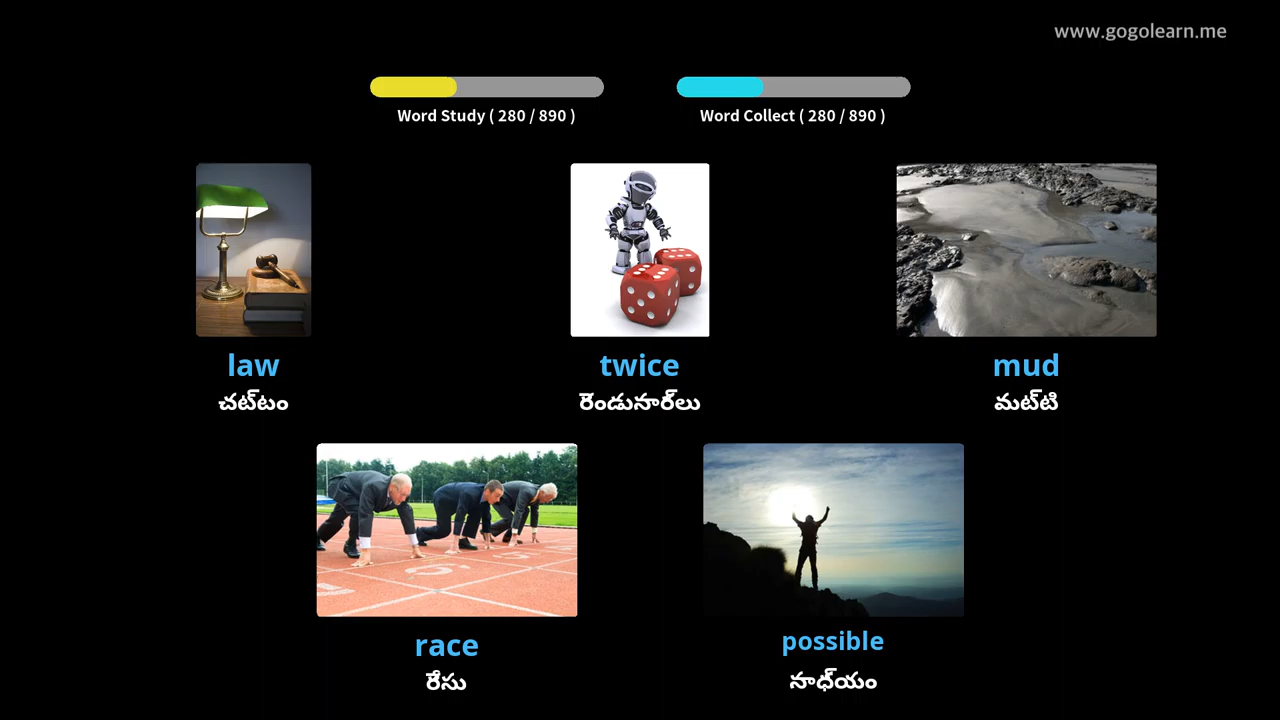 www.gogolearn.me
Word Study ( 280 / 890 )
Word Collect ( 280 / 890 )
law
చట్టం
twice
రెండుసార్లు
mud
మట్టి
race
రేసు
possible
సాధ్యం